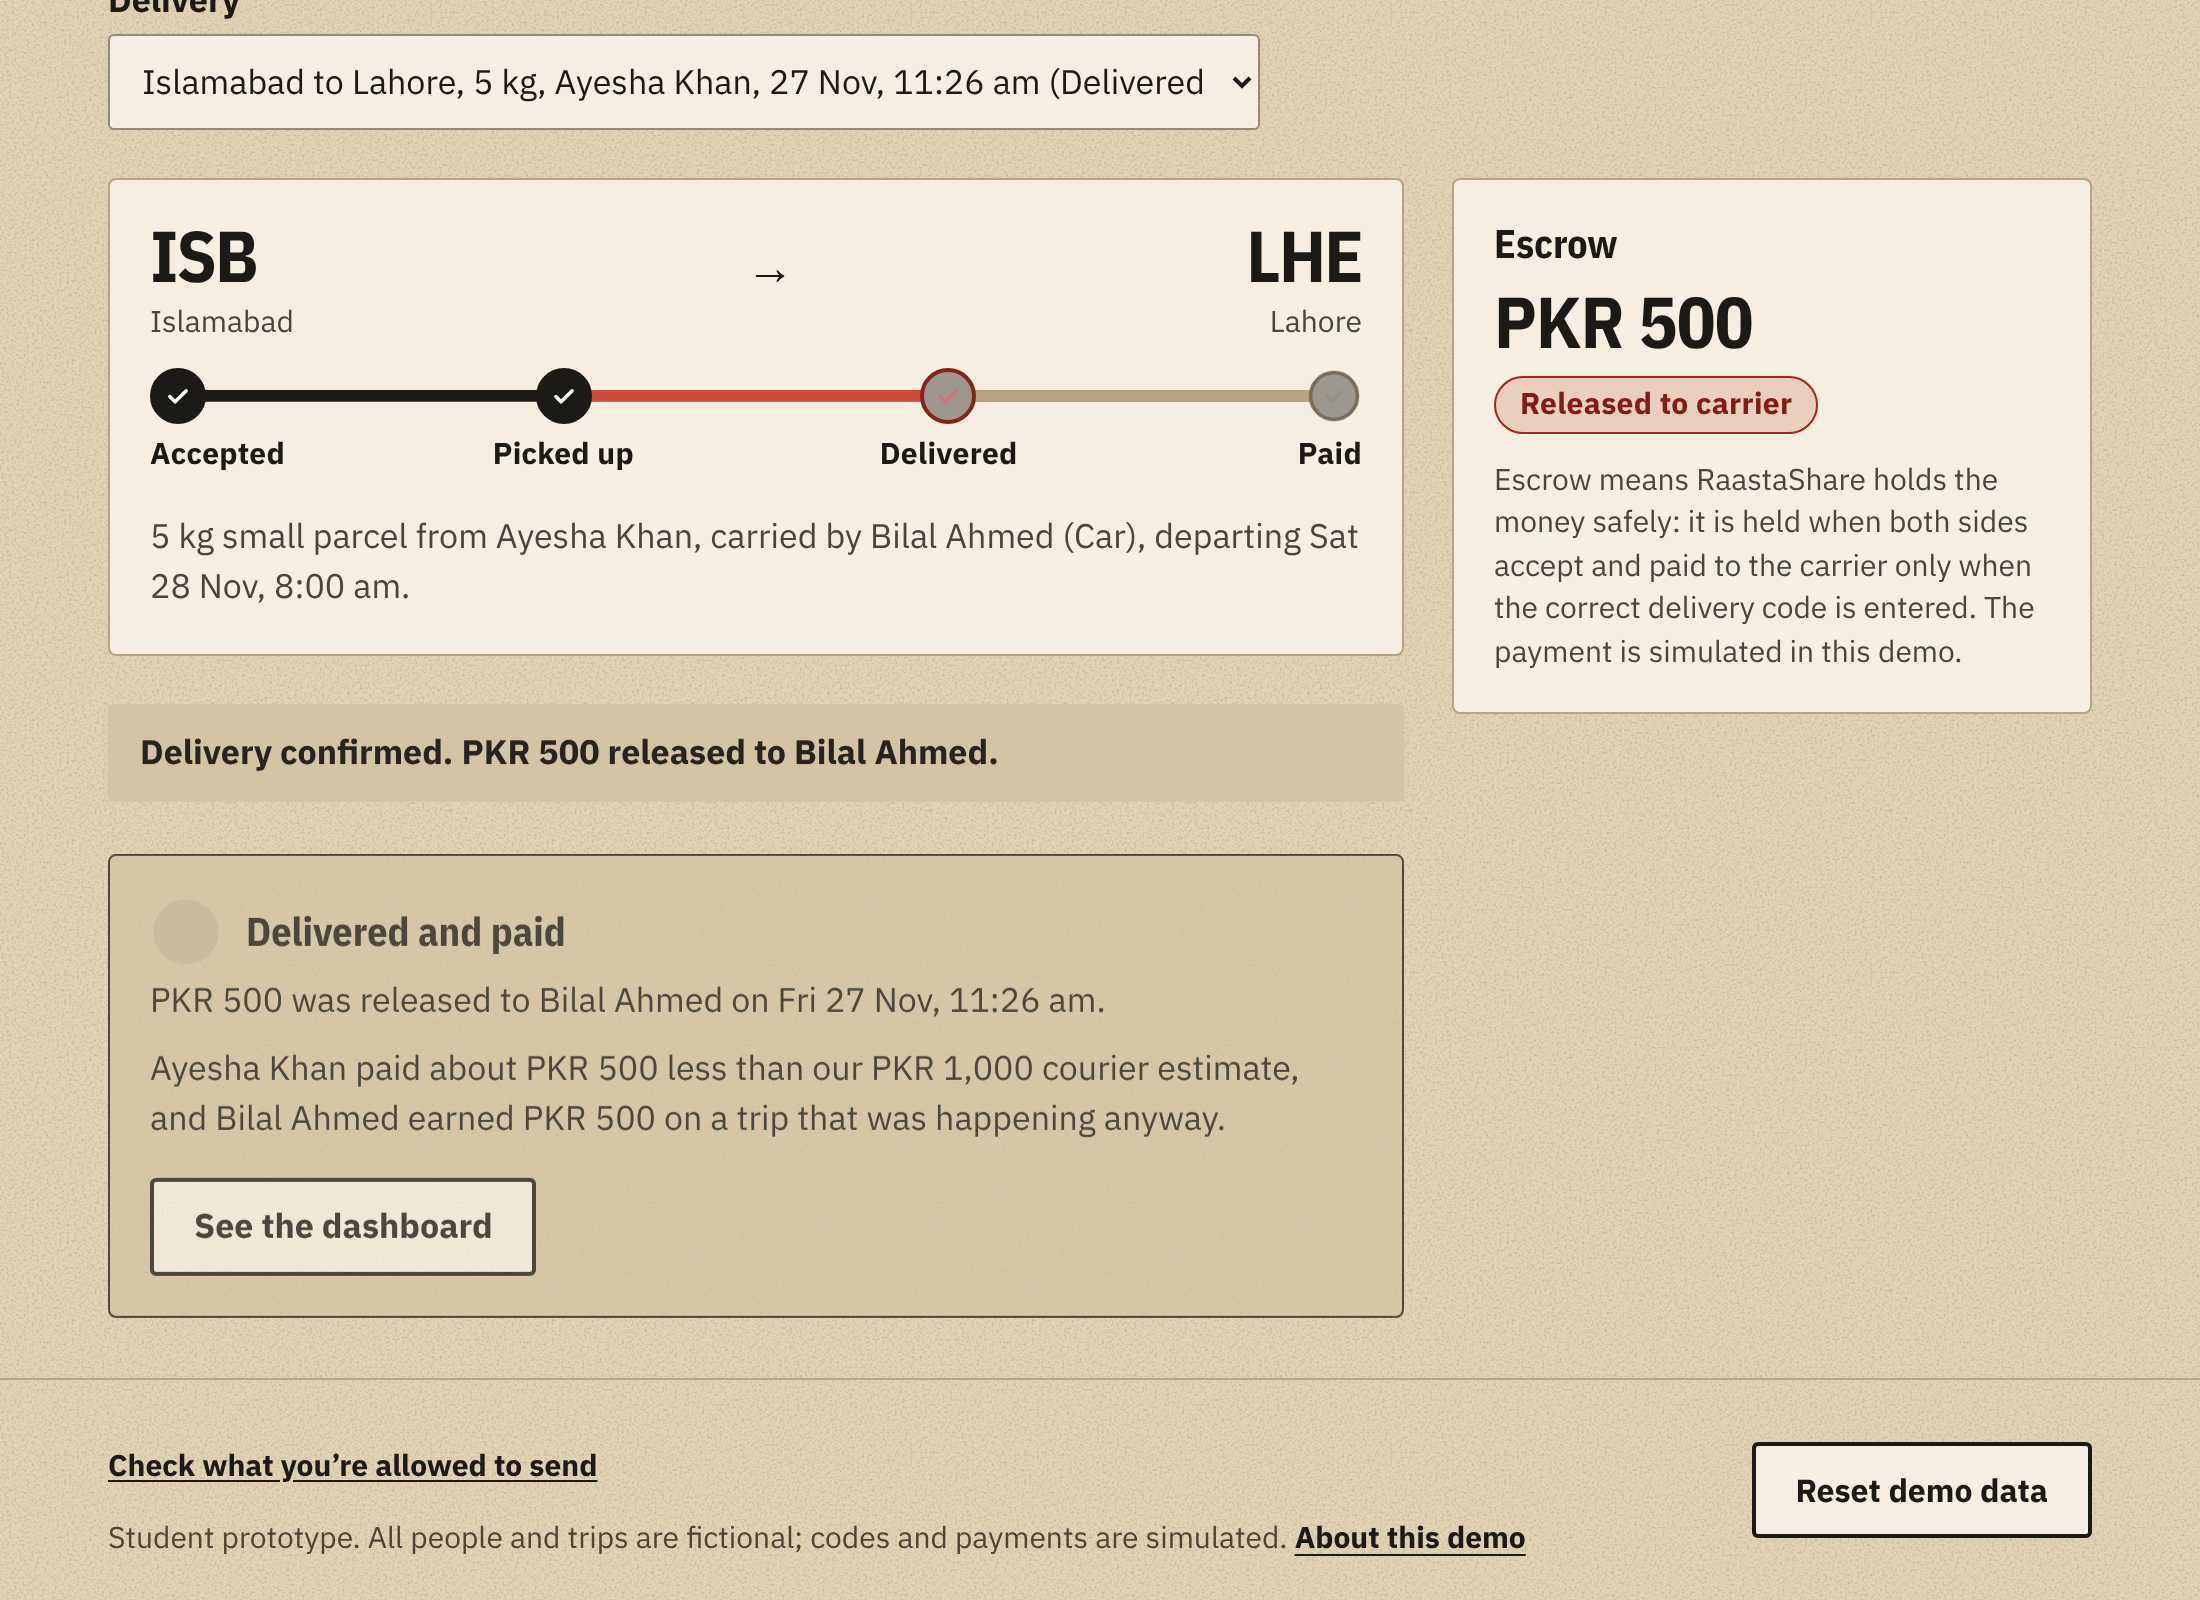 Delivery
Islamabad to Lahore, 5 kg, Ayesha Khan, 27 Nov, 11:26 am (Delivered
ISB
→
LHE
Islamabad
Lahore
Accepted
Picked up
Delivered
Paid
5 kg small parcel from Ayesha Khan, carried by Bilal Ahmed (Car), departing Sat
28 Nov, 8:00 am.
Escrow
PKR 500
Released to carrier
Escrow means RaastaShare holds the
money safely: it is held when both sides
accept and paid to the carrier only when
the correct delivery code is entered. The
payment is simulated in this demo.
Delivery confirmed. PKR 500 released to Bilal Ahmed.
Delivered and paid
PKR 500 was released to Bilal Ahmed on Fri 27 Nov, 11:26 am.
Ayesha Khan paid about PKR 500 less than our PKR 1,000 courier estimate,
and Bilal Ahmed earned PKR 500 on a trip that was happening anyway.
See the dashboard
Check what you’re allowed to send
Student prototype. All people and trips are fictional; codes and payments are simulated. About this demo
Reset demo data